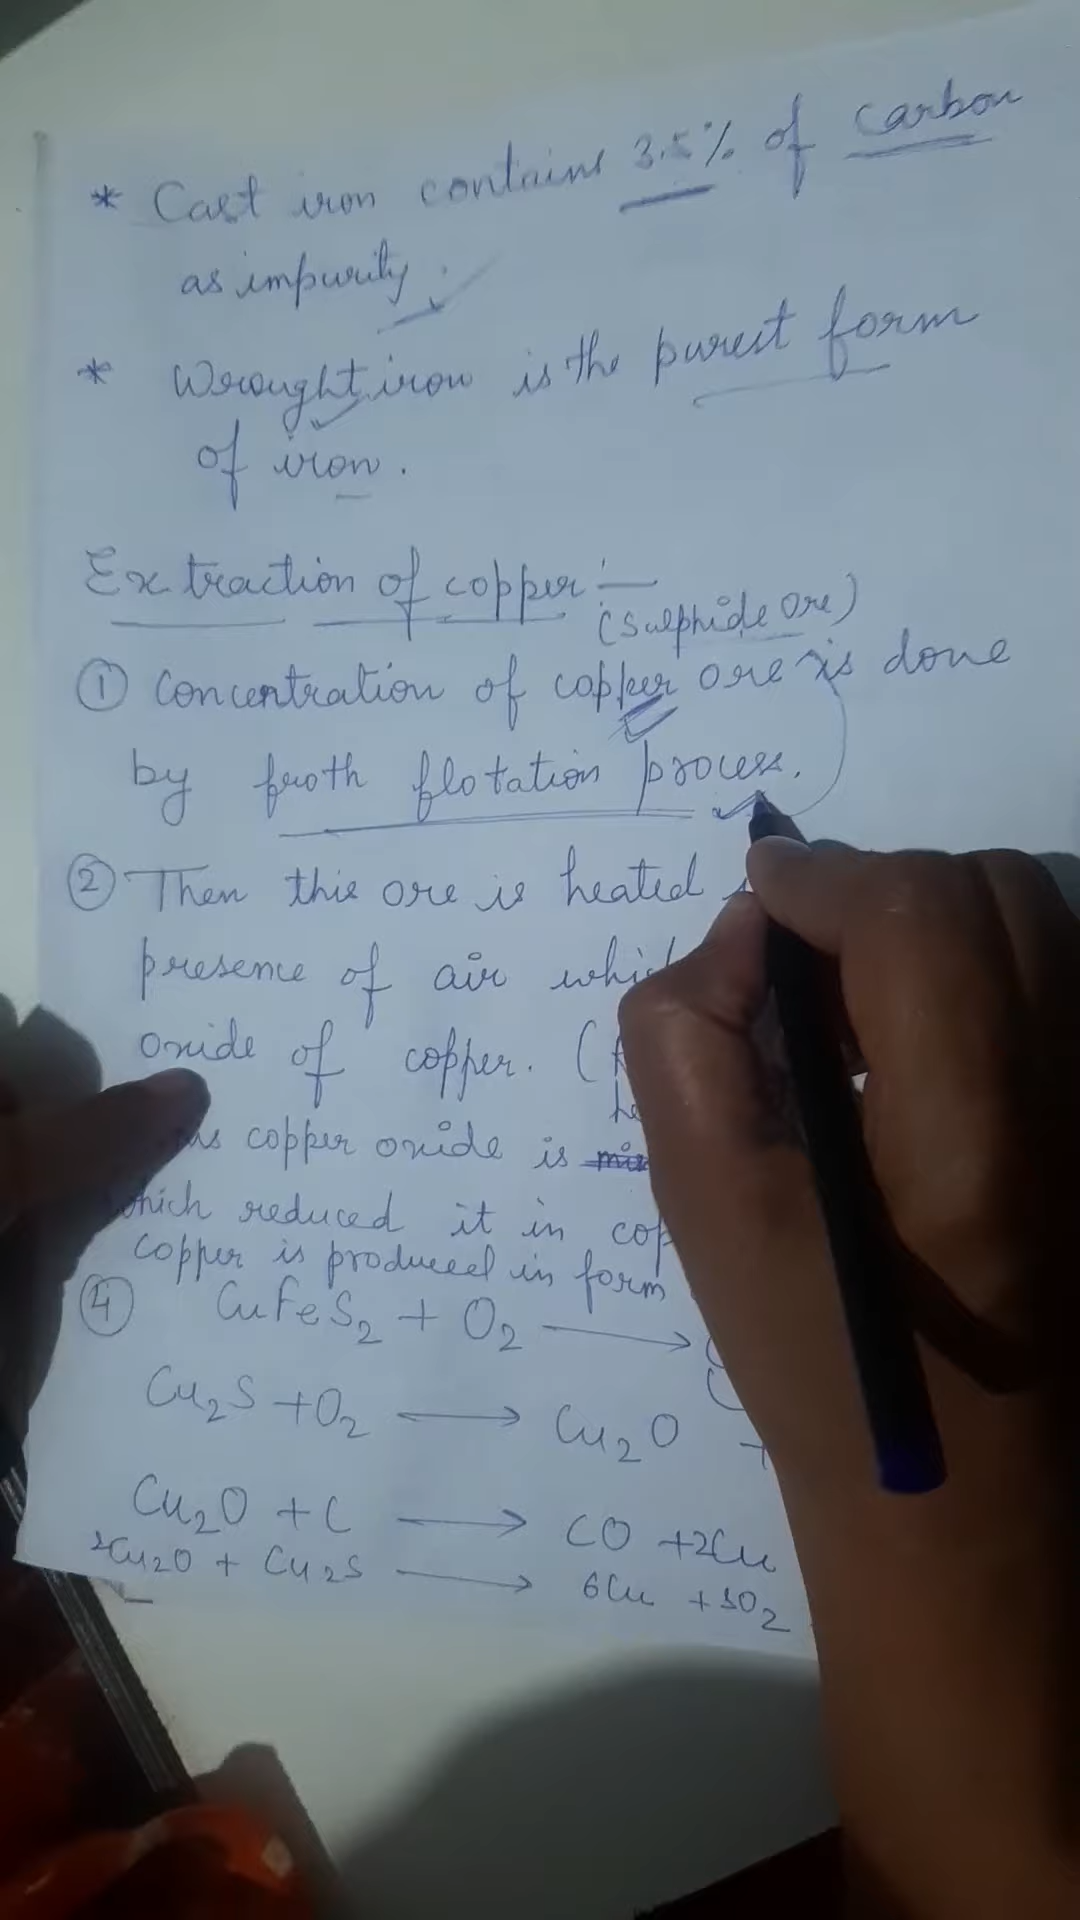 * Cast iron contains 3.5% of carbon
as impurity.
* Wrought iron is the purest form
of iron.
Extraction of copper :-
(Sulphide Ore)
① Concentration of copper ore is done
by froth flotation process.
② Then this ore is heated
presence of air
oxide of copper. (
copper oxide is
which reduced it in
copper is produced in form
④ CuFeS₂ + O₂ ⟶
Cu₂S + O₂ ⟶ Cu₂O +
Cu₂O + C ⟶ CO + 2Cu
2Cu₂O + Cu₂S ⟶ 6Cu + SO₂